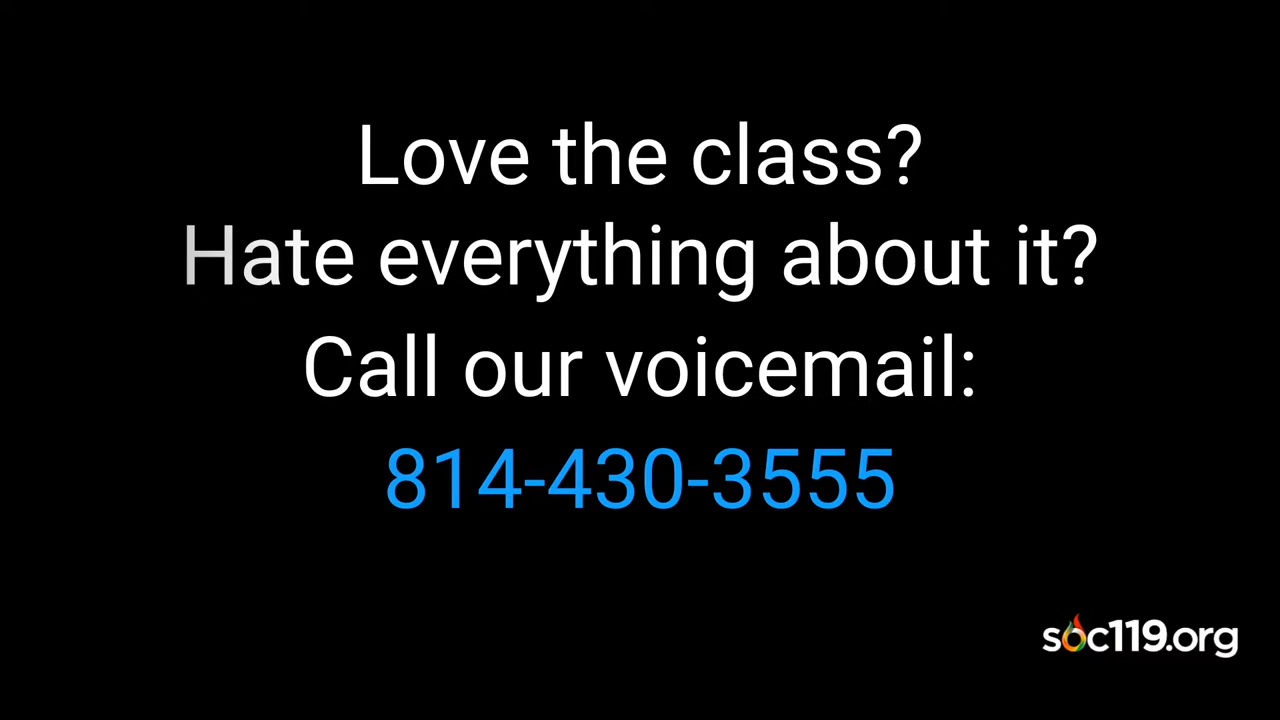 Love the class?
Hate everything about it?
Call our voicemail:
814-430-3555
soc119.org